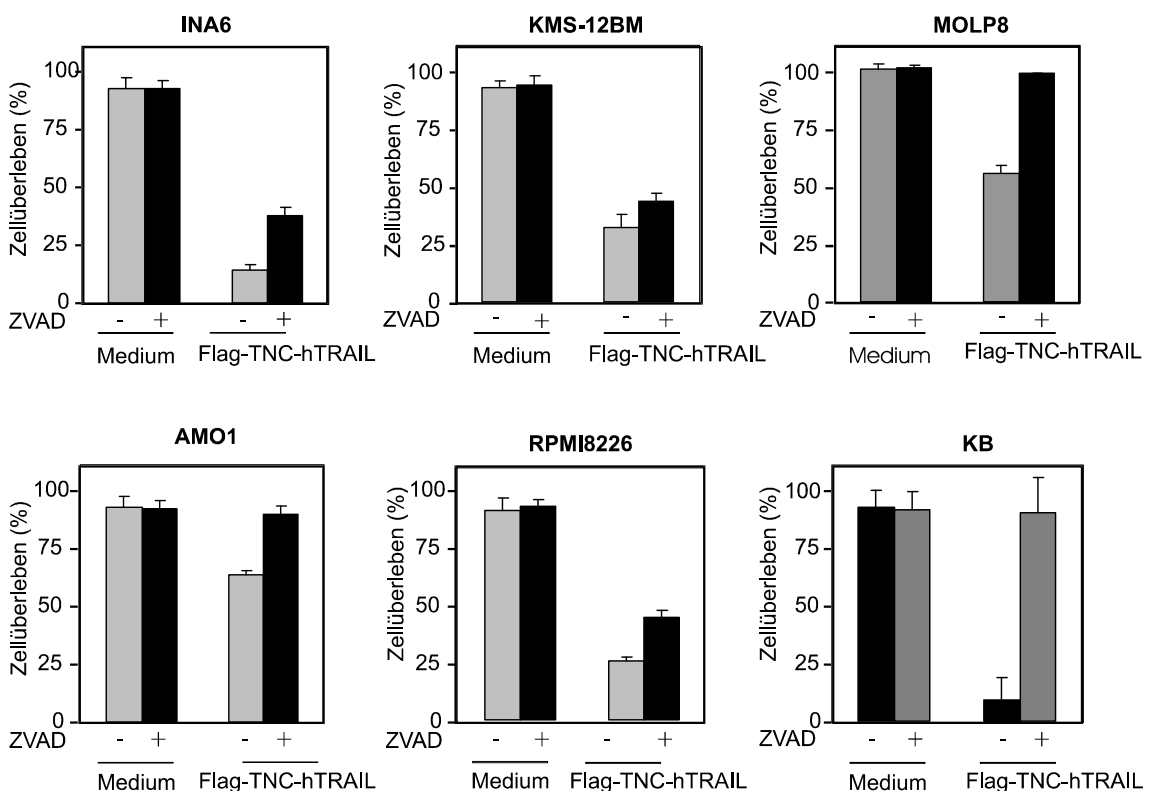 INA6
Zellüberleben (%)
100
75
50
25
0
ZVAD - + - +
Medium Flag-TNC-hTRAIL
KMS-12BM
Zellüberleben (%)
100
75
50
25
0
ZVAD - + - +
Medium Flag-TNC-hTRAIL
MOLP8
Zellüberleben (%)
100
75
50
25
0
ZVAD - + - +
Medium Flag-TNC-hTRAIL
AMO1
Zellüberleben (%)
100
75
50
25
0
ZVAD - + - +
Medium Flag-TNC-hTRAIL
RPMI8226
Zellüberleben (%)
100
75
50
25
0
ZVAD - + - +
Medium Flag-TNC-hTRAIL
KB
Zellüberleben (%)
100
75
50
25
0
ZVAD - + - +
Medium Flag-TNC-hTRAIL